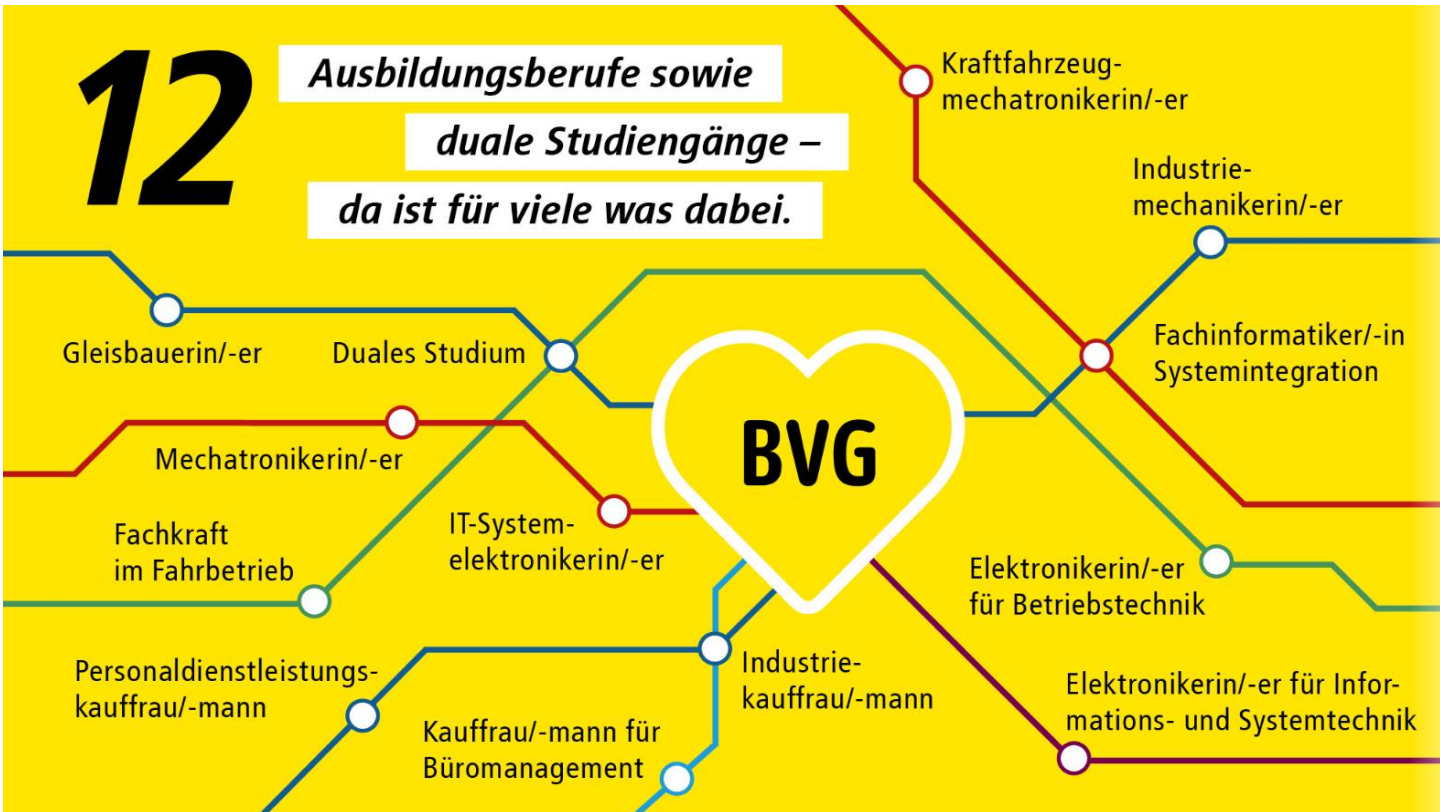 12
Ausbildungsberufe sowie
duale Studiengänge –
da ist für viele was dabei.
Kraftfahrzeug-
mechatronikerin/-er
Industrie-
mechanikerin/-er
Gleisbauerin/-er
Duales Studium
Fachinformatiker/-in
Systemintegration
BVG
Mechatronikerin/-er
Fachkraft
im Fahrbetrieb
IT-System-
elektronikerin/-er
Elektronikerin/-er
für Betriebstechnik
Personaldienstleistungs-
kauffrau/-mann
Industrie-
kauffrau/-mann
Elektronikerin/-er für Infor-
mations- und Systemtechnik
Kauffrau/-mann für
Büromanagement